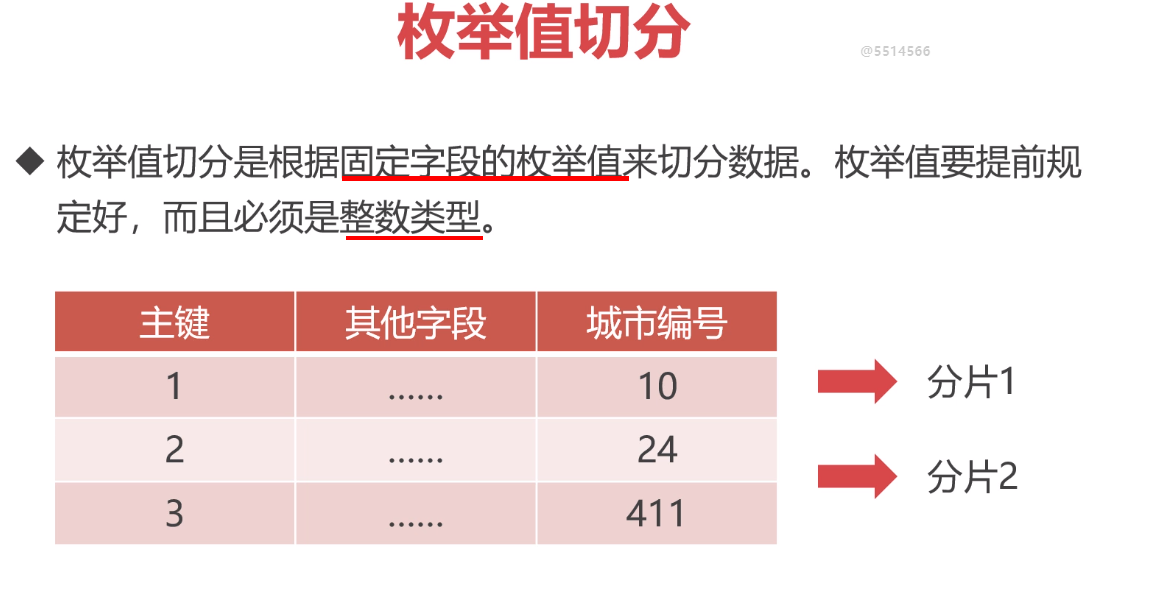 枚举值切分
@5514566
◆ 枚举值切分是根据固定字段的枚举值来切分数据。枚举值要提前规
定好，而且必须是整数类型。
主键 其他字段 城市编号
1 …… 10
分片1
2 …… 24
分片2
3 …… 411